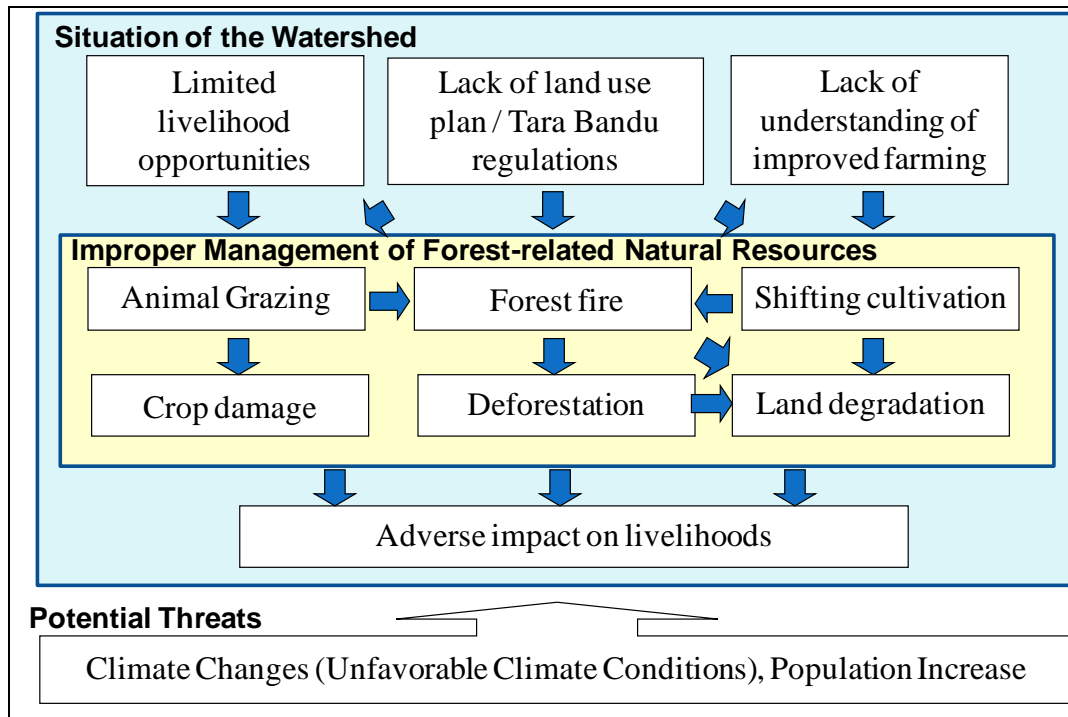 Situation of the Watershed
Limited
livelihood
opportunities
Lack of land use
plan / Tara Bandu
regulations
Lack of
understanding of
improved farming
Improper Management of Forest-related Natural Resources
Animal Grazing
Forest fire
Shifting cultivation
Crop damage
Deforestation
Land degradation
Adverse impact on livelihoods
Potential Threats
Climate Changes (Unfavorable Climate Conditions), Population Increase